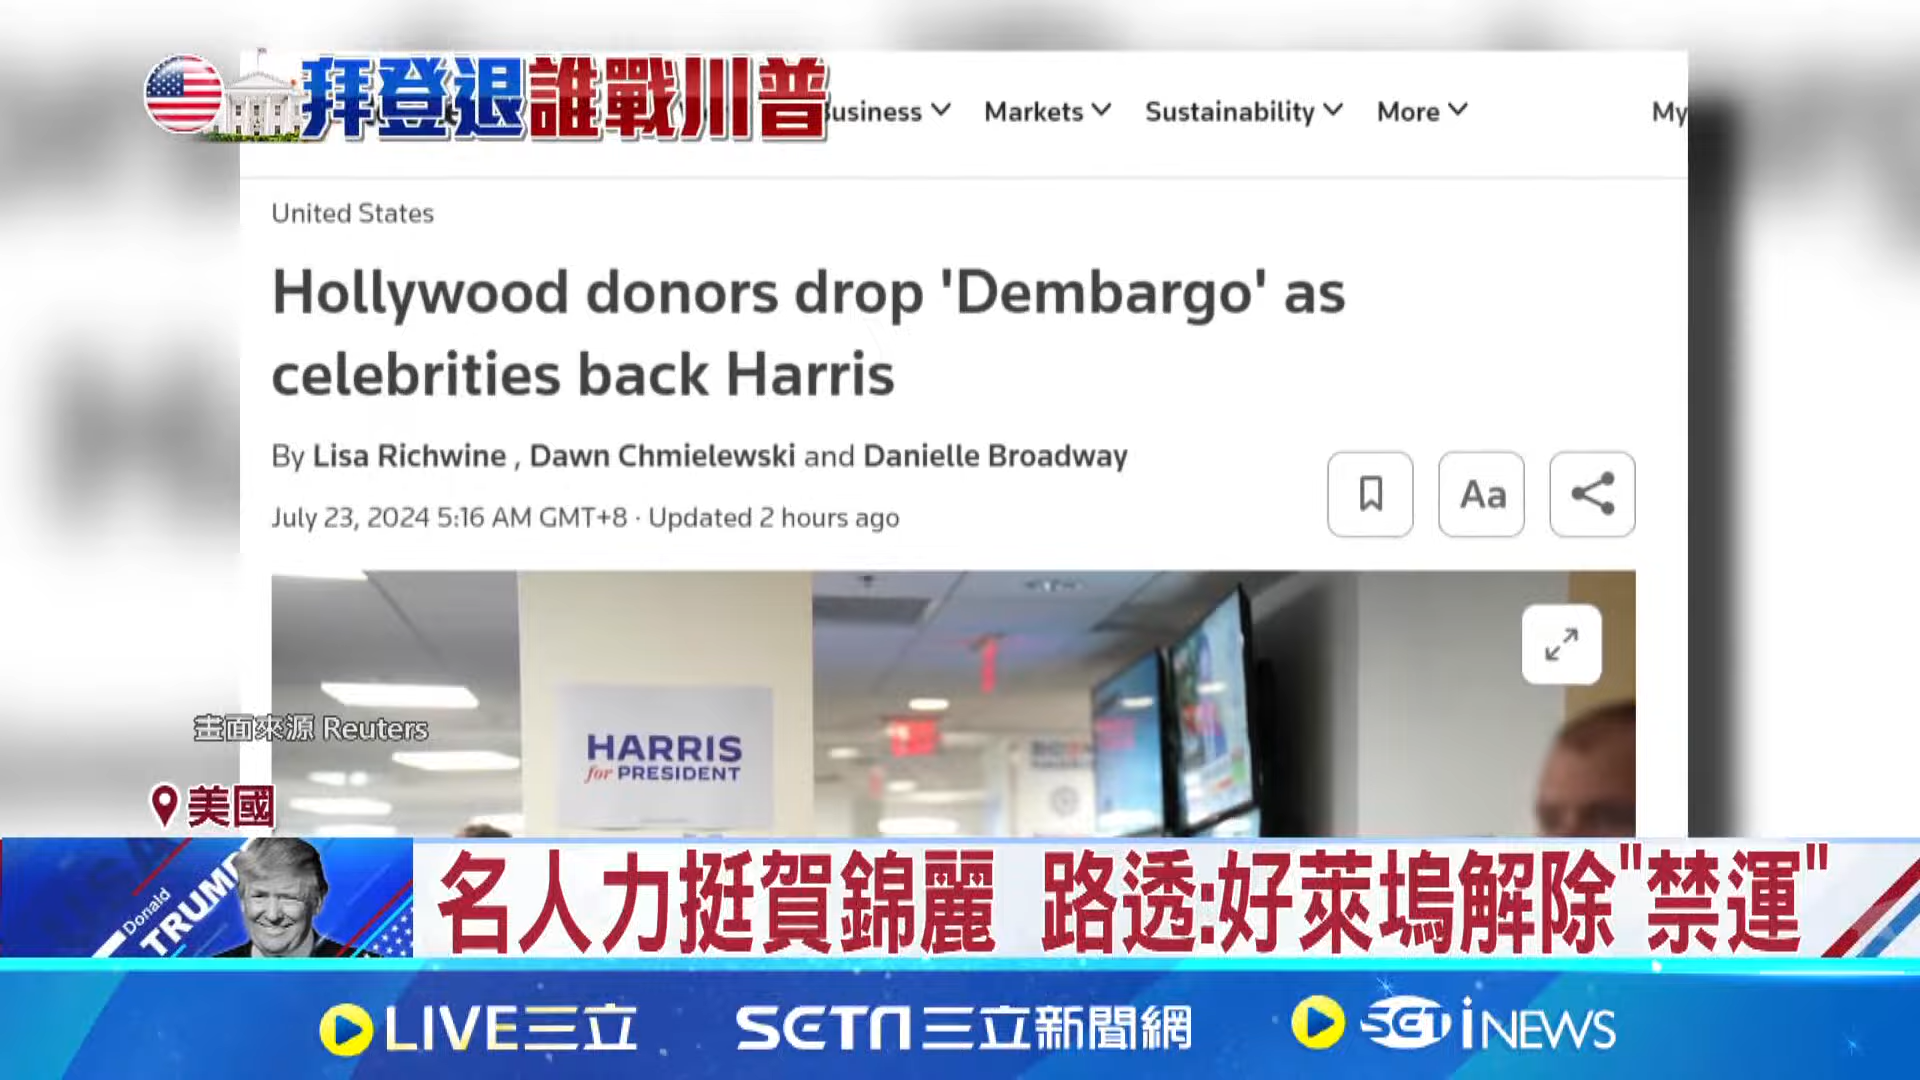 拜登退誰戰川普
Business Markets Sustainability More My
United States
Hollywood donors drop 'Dembargo' as
celebrities back Harris
By Lisa Richwine , Dawn Chmielewski and Danielle Broadway
July 23, 2024 5:16 AM GMT+8 · Updated 2 hours ago
Aa
HARRIS
for PRESIDENT
畫面來源 Reuters
美國
Donald
TRUMP
名人力挺賀錦麗 路透:好萊塢解除"禁運"
LIVE三立 SETN三立新聞網 SET iNEWS